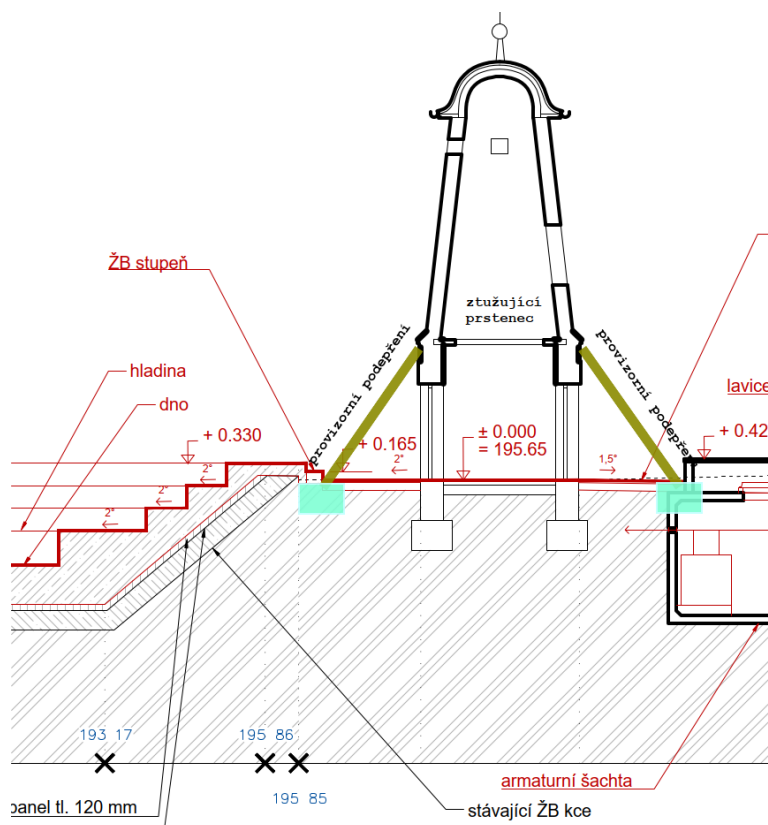 ŽB stupeň
ztužující
prstenec
provizorní podepření
provizorní podepře
hladina
dno
lavice
+ 0.330
+ 0.165
± 0.000
= 195.65
+ 0.42
2°
1,5°
2°
2°
2°
2°
193 17
195 86
195 85
armaturní šachta
panel tl. 120 mm
stávající ŽB kce